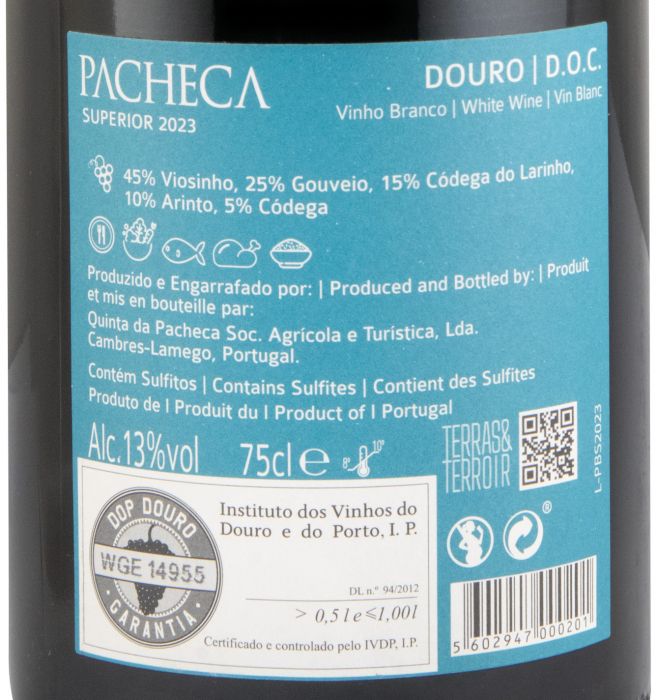 PACHECA
SUPERIOR 2023
DOURO | D.O.C.
Vinho Branco | White Wine | Vin Blanc
45% Viosinho, 25% Gouveio, 15% Códega do Larinho,
10% Arinto, 5% Códega
Produzido e Engarrafado por: | Produced and Bottled by: | Produit
et mis en bouteille par:
Quinta da Pacheca Soc. Agrícola e Turística, Lda.
Cambres-Lamego, Portugal.
Contém Sulfitos | Contains Sulfites | Contient des Sulfites
Produto de | Produit du | Product of | Portugal
Alc.13%vol 75cl e 8º 10º
TERRAS&
TERROIR
L-PBS2023
DOP DOURO
WGE 14955
GARANTIA
Instituto dos Vinhos do
Douro e do Porto, I. P.
DL n.º 94/2012
> 0,5 l e ≤ 1,00 l
Certificado e controlado pelo IVDP, I.P.
®
5 602947 000201